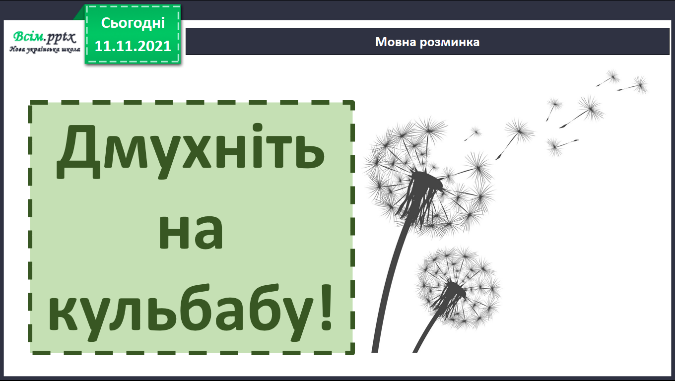 Всім.pptx
Нова українська школа
Сьогодні
11.11.2021
Мовна розминка
Дмухніть
на
кульбабу!